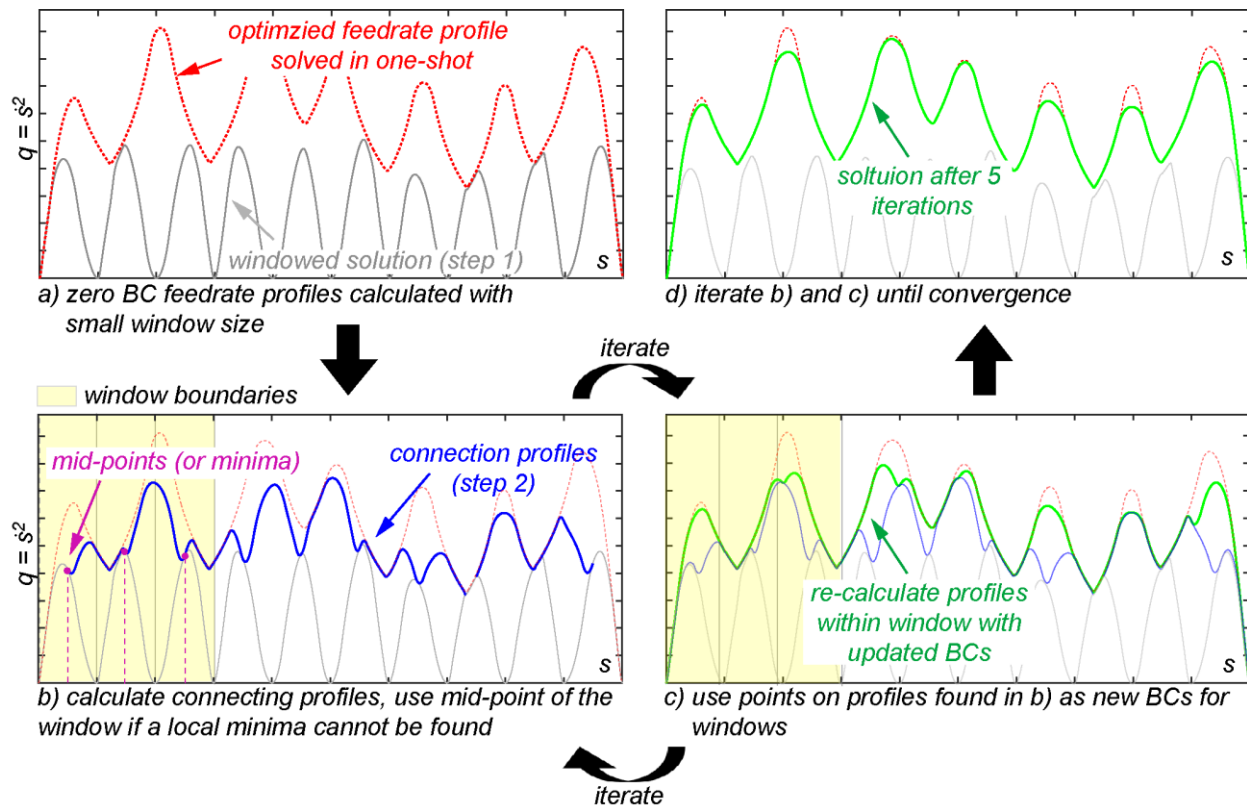 optimzied feedrate profile
solved in one-shot
q = ṡ²
windowed solution (step 1)
s
a) zero BC feedrate profiles calculated with
small window size
soltuion after 5
iterations
s
d) iterate b) and c) until convergence
iterate
window boundaries
mid-points (or minima)
connection profiles
(step 2)
q = ṡ²
s
b) calculate connecting profiles, use mid-point of the
window if a local minima cannot be found
re-calculate profiles
within window with
updated BCs
s
c) use points on profiles found in b) as new BCs for
windows
iterate